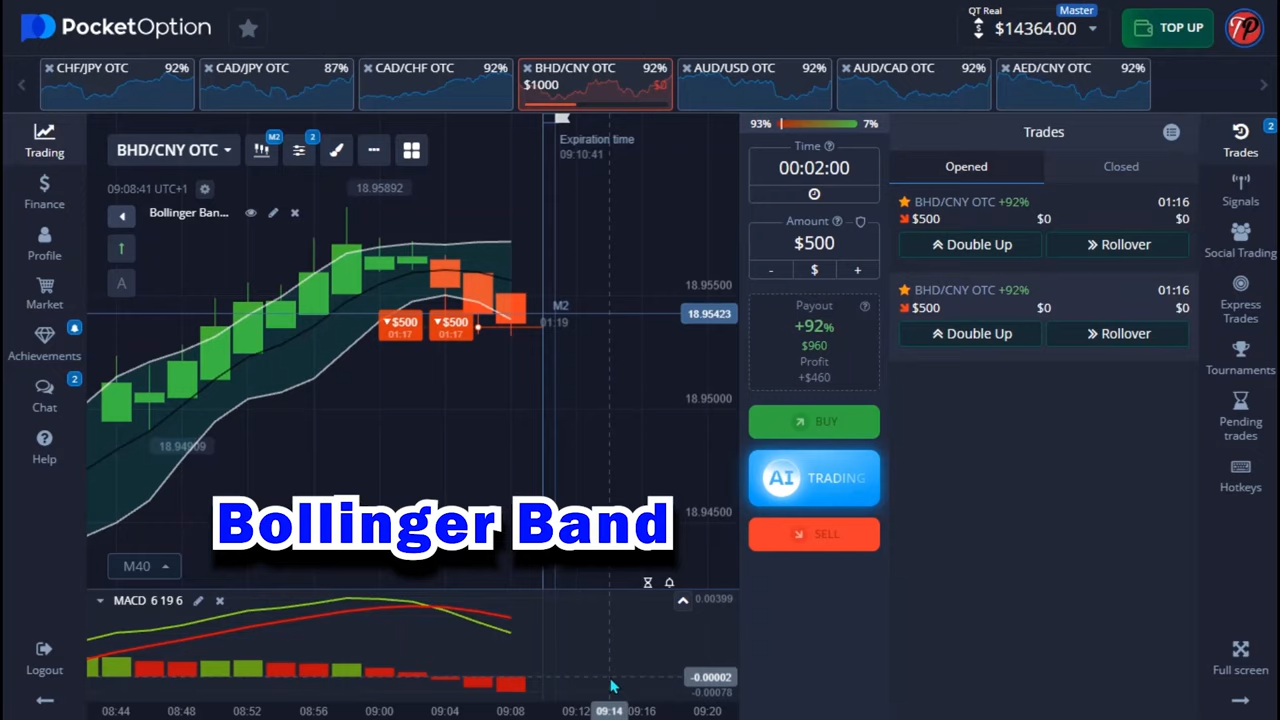 PocketOption
QT Real
Master
$14364.00
TOP UP
CHF/JPY OTC 92%
CAD/JPY OTC 87%
CAD/CHF OTC 92%
BHD/CNY OTC 92%
$1000 $0
AUD/USD OTC 92%
AUD/CAD OTC 92%
AED/CNY OTC 92%
Trading
Finance
Profile
Market
Achievements
Chat
2
Help
Logout
BHD/CNY OTC
M2
2
09:08:41 UTC+1
Bollinger Ban...
A
Expiration time
09:10:41
18.95892
18.94909
18.95500
18.95423
18.95000
18.94500
M2
01:19
$500
01:17
$500
01:17
Bollinger Band
M40
MACD 6 19 6
0.00399
-0.00002
-0.00078
08:44 08:48 08:52 08:56 09:00 09:04 09:08 09:12 09:14 09:16 09:20
93% 7%
Time
00:02:00
Amount
$500
- $ +
Payout
+92%
$960
Profit
+$460
BUY
AI TRADING
SELL
Trades
Opened Closed
BHD/CNY OTC +92% 01:16
$500 $0 $0
Double Up Rollover
BHD/CNY OTC +92% 01:16
$500 $0 $0
Double Up Rollover
2
Trades
Signals
Social Trading
Express
Trades
Tournaments
Pending
trades
Hotkeys
Full screen